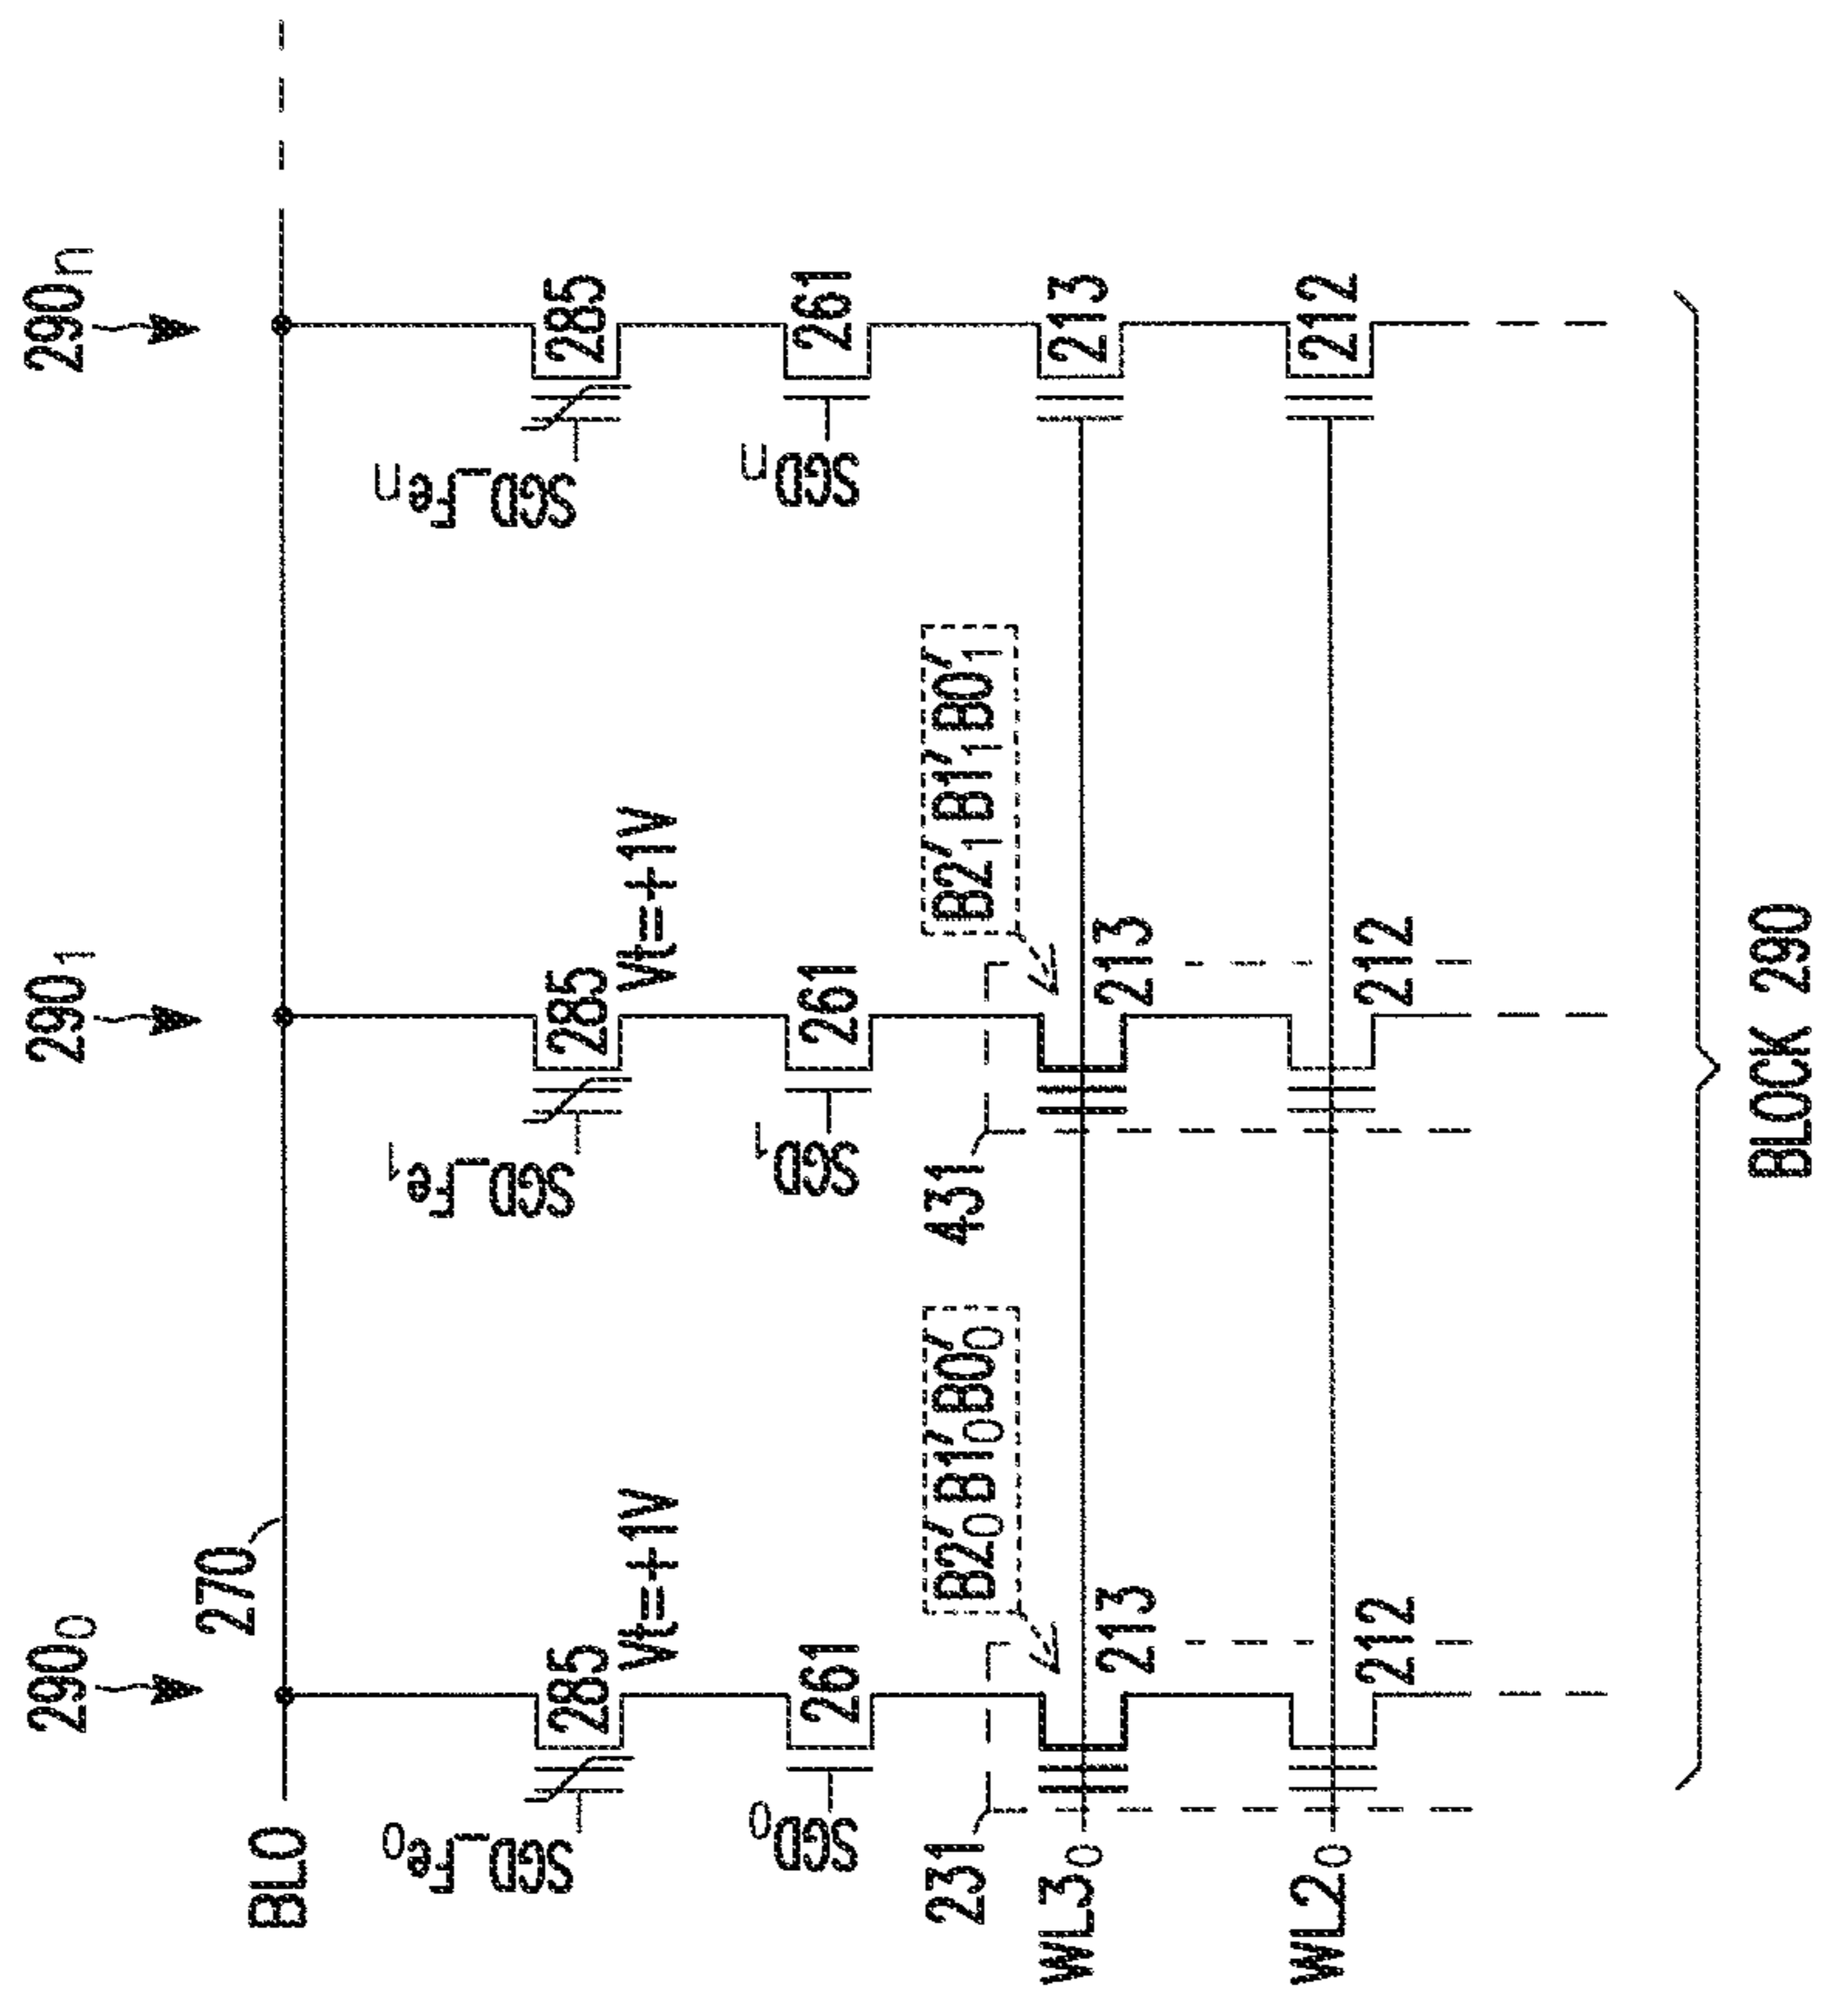 290₀
290₁
290ₙ
BL0
270
285
285
285
Vt=+1V
Vt=+1V
SGD_Fe₀
SGD_Fe₁
SGD_Feₙ
261
261
261
SGD₀
SGD₁
SGDₙ
B2′₀B1′₀B0′₀
B2′₁B1′₁B0′₁
231
431
213
213
213
WL3₀
212
212
212
WL2₀
BLOCK 290